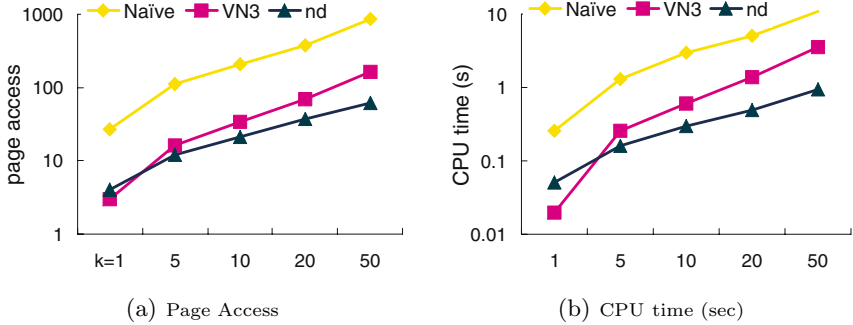 Naïve VN3 nd
1000
100
10
1
page access
k=1 5 10 20 50
(a) Page Access
Naïve VN3 nd
10
1
0.1
0.01
CPU time (s)
1 5 10 20 50
(b) CPU time (sec)